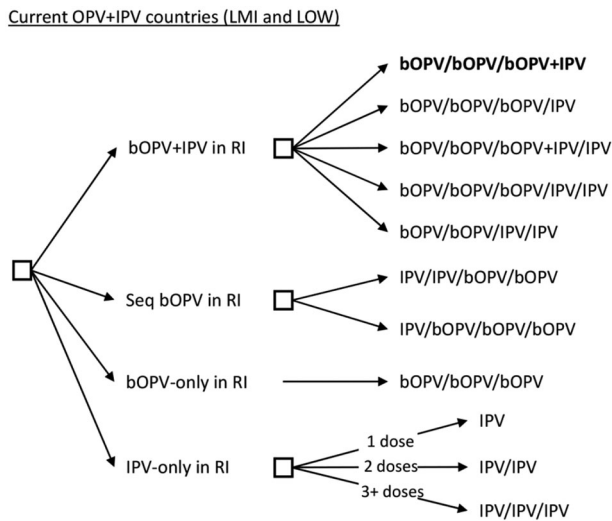 Current OPV+IPV countries (LMI and LOW)
bOPV+IPV in RI
bOPV/bOPV/bOPV+IPV
bOPV/bOPV/bOPV/IPV
bOPV/bOPV/bOPV+IPV/IPV
bOPV/bOPV/bOPV/IPV/IPV
bOPV/bOPV/IPV/IPV
Seq bOPV in RI
IPV/IPV/bOPV/bOPV
IPV/bOPV/bOPV/bOPV
bOPV-only in RI
bOPV/bOPV/bOPV
IPV-only in RI
1 dose
IPV
2 doses
IPV/IPV
3+ doses
IPV/IPV/IPV